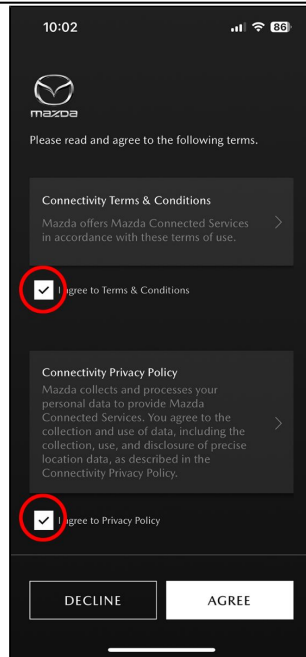 10:02
86
mazda
Please read and agree to the following terms.
Connectivity Terms & Conditions
Mazda offers Mazda Connected Services
in accordance with these terms of use.
I agree to Terms & Conditions
Connectivity Privacy Policy
Mazda collects and processes your
personal data to provide Mazda
Connected Services. You agree to the
collection and use of data, including the
collection, use, and disclosure of precise
location data, as described in the
Connectivity Privacy Policy.
I agree to Privacy Policy
DECLINE
AGREE